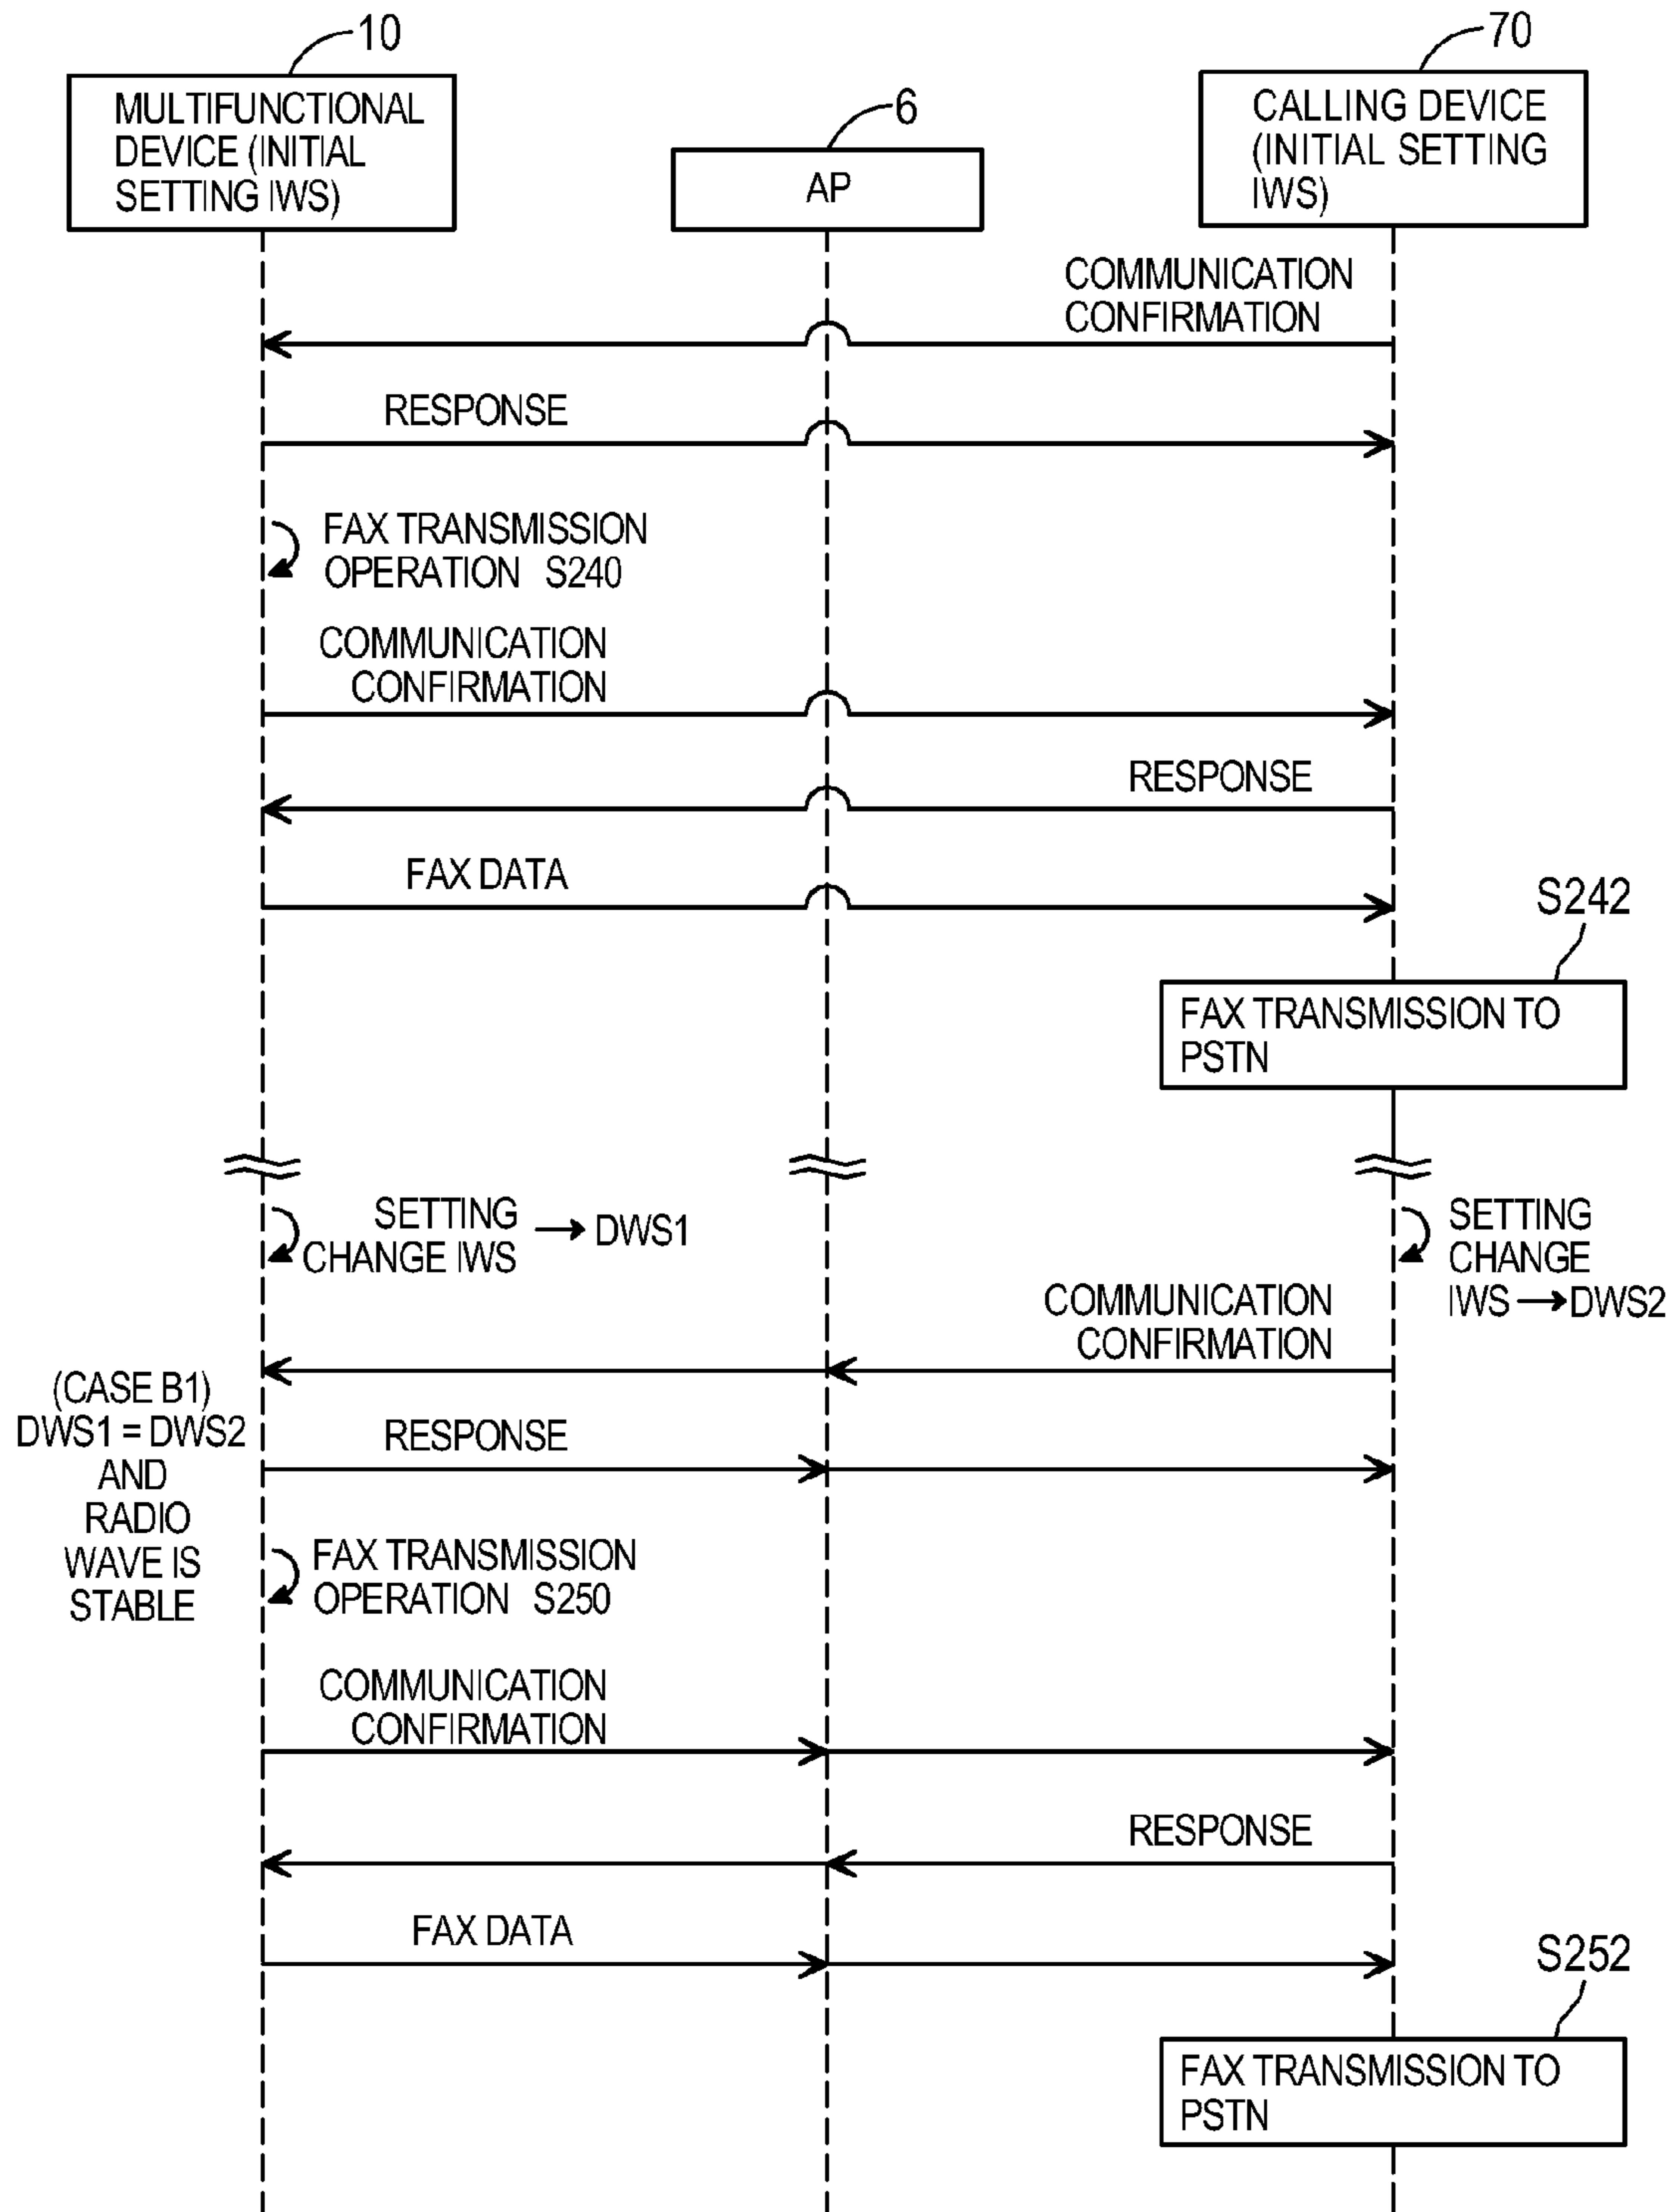 10
MULTIFUNCTIONAL
DEVICE (INITIAL
SETTING IWS)
6
AP
70
CALLING DEVICE
(INITIAL SETTING
IWS)
COMMUNICATION
CONFIRMATION
RESPONSE
FAX TRANSMISSION
OPERATION S240
COMMUNICATION
CONFIRMATION
RESPONSE
FAX DATA
S242
FAX TRANSMISSION TO
PSTN
SETTING
CHANGE IWS → DWS1
SETTING
CHANGE
IWS → DWS2
COMMUNICATION
CONFIRMATION
(CASE B1)
DWS1 = DWS2
AND
RADIO
WAVE IS
STABLE
RESPONSE
FAX TRANSMISSION
OPERATION S250
COMMUNICATION
CONFIRMATION
RESPONSE
FAX DATA
S252
FAX TRANSMISSION TO
PSTN